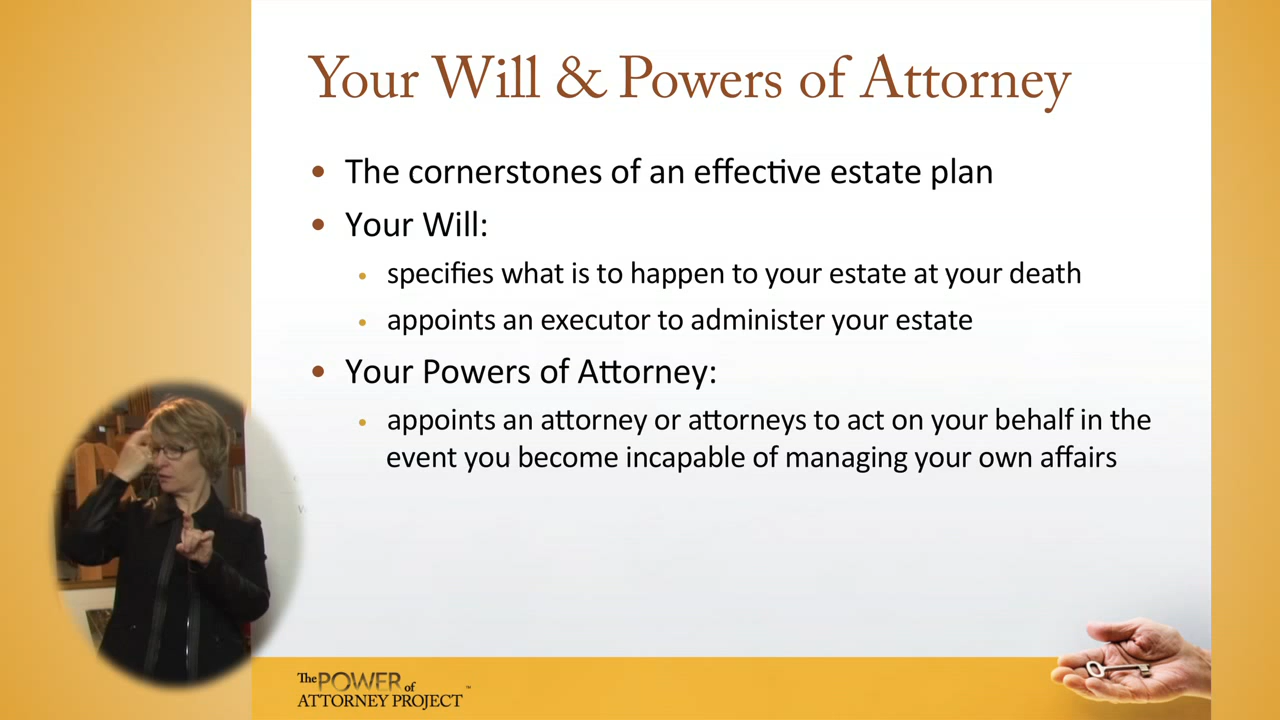 Your Will & Powers of Attorney
• The cornerstones of an effective estate plan
• Your Will:
• specifies what is to happen to your estate at your death
• appoints an executor to administer your estate
• Your Powers of Attorney:
• appoints an attorney or attorneys to act on your behalf in the
event you become incapable of managing your own affairs
The POWER of
ATTORNEY PROJECT™